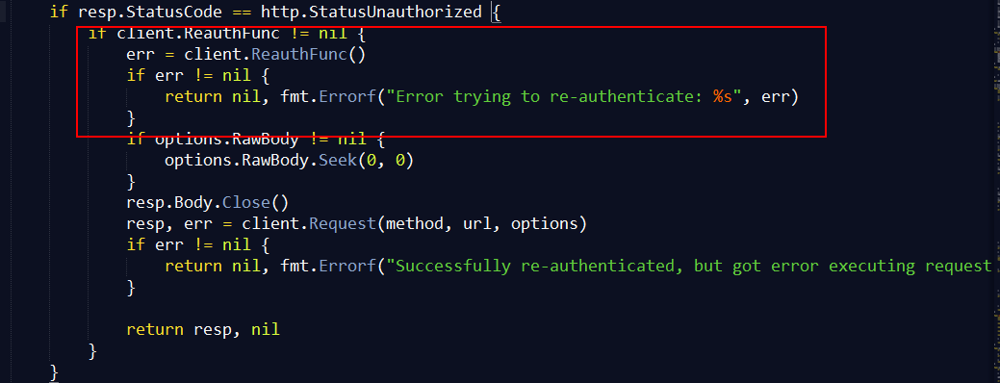 if resp.StatusCode == http.StatusUnauthorized {
if client.ReauthFunc != nil {
err = client.ReauthFunc()
if err != nil {
return nil, fmt.Errorf("Error trying to re-authenticate: %s", err)
}
if options.RawBody != nil {
options.RawBody.Seek(0, 0)
}
resp.Body.Close()
resp, err = client.Request(method, url, options)
if err != nil {
return nil, fmt.Errorf("Successfully re-authenticated, but got error executing request
}
return resp, nil
}
}